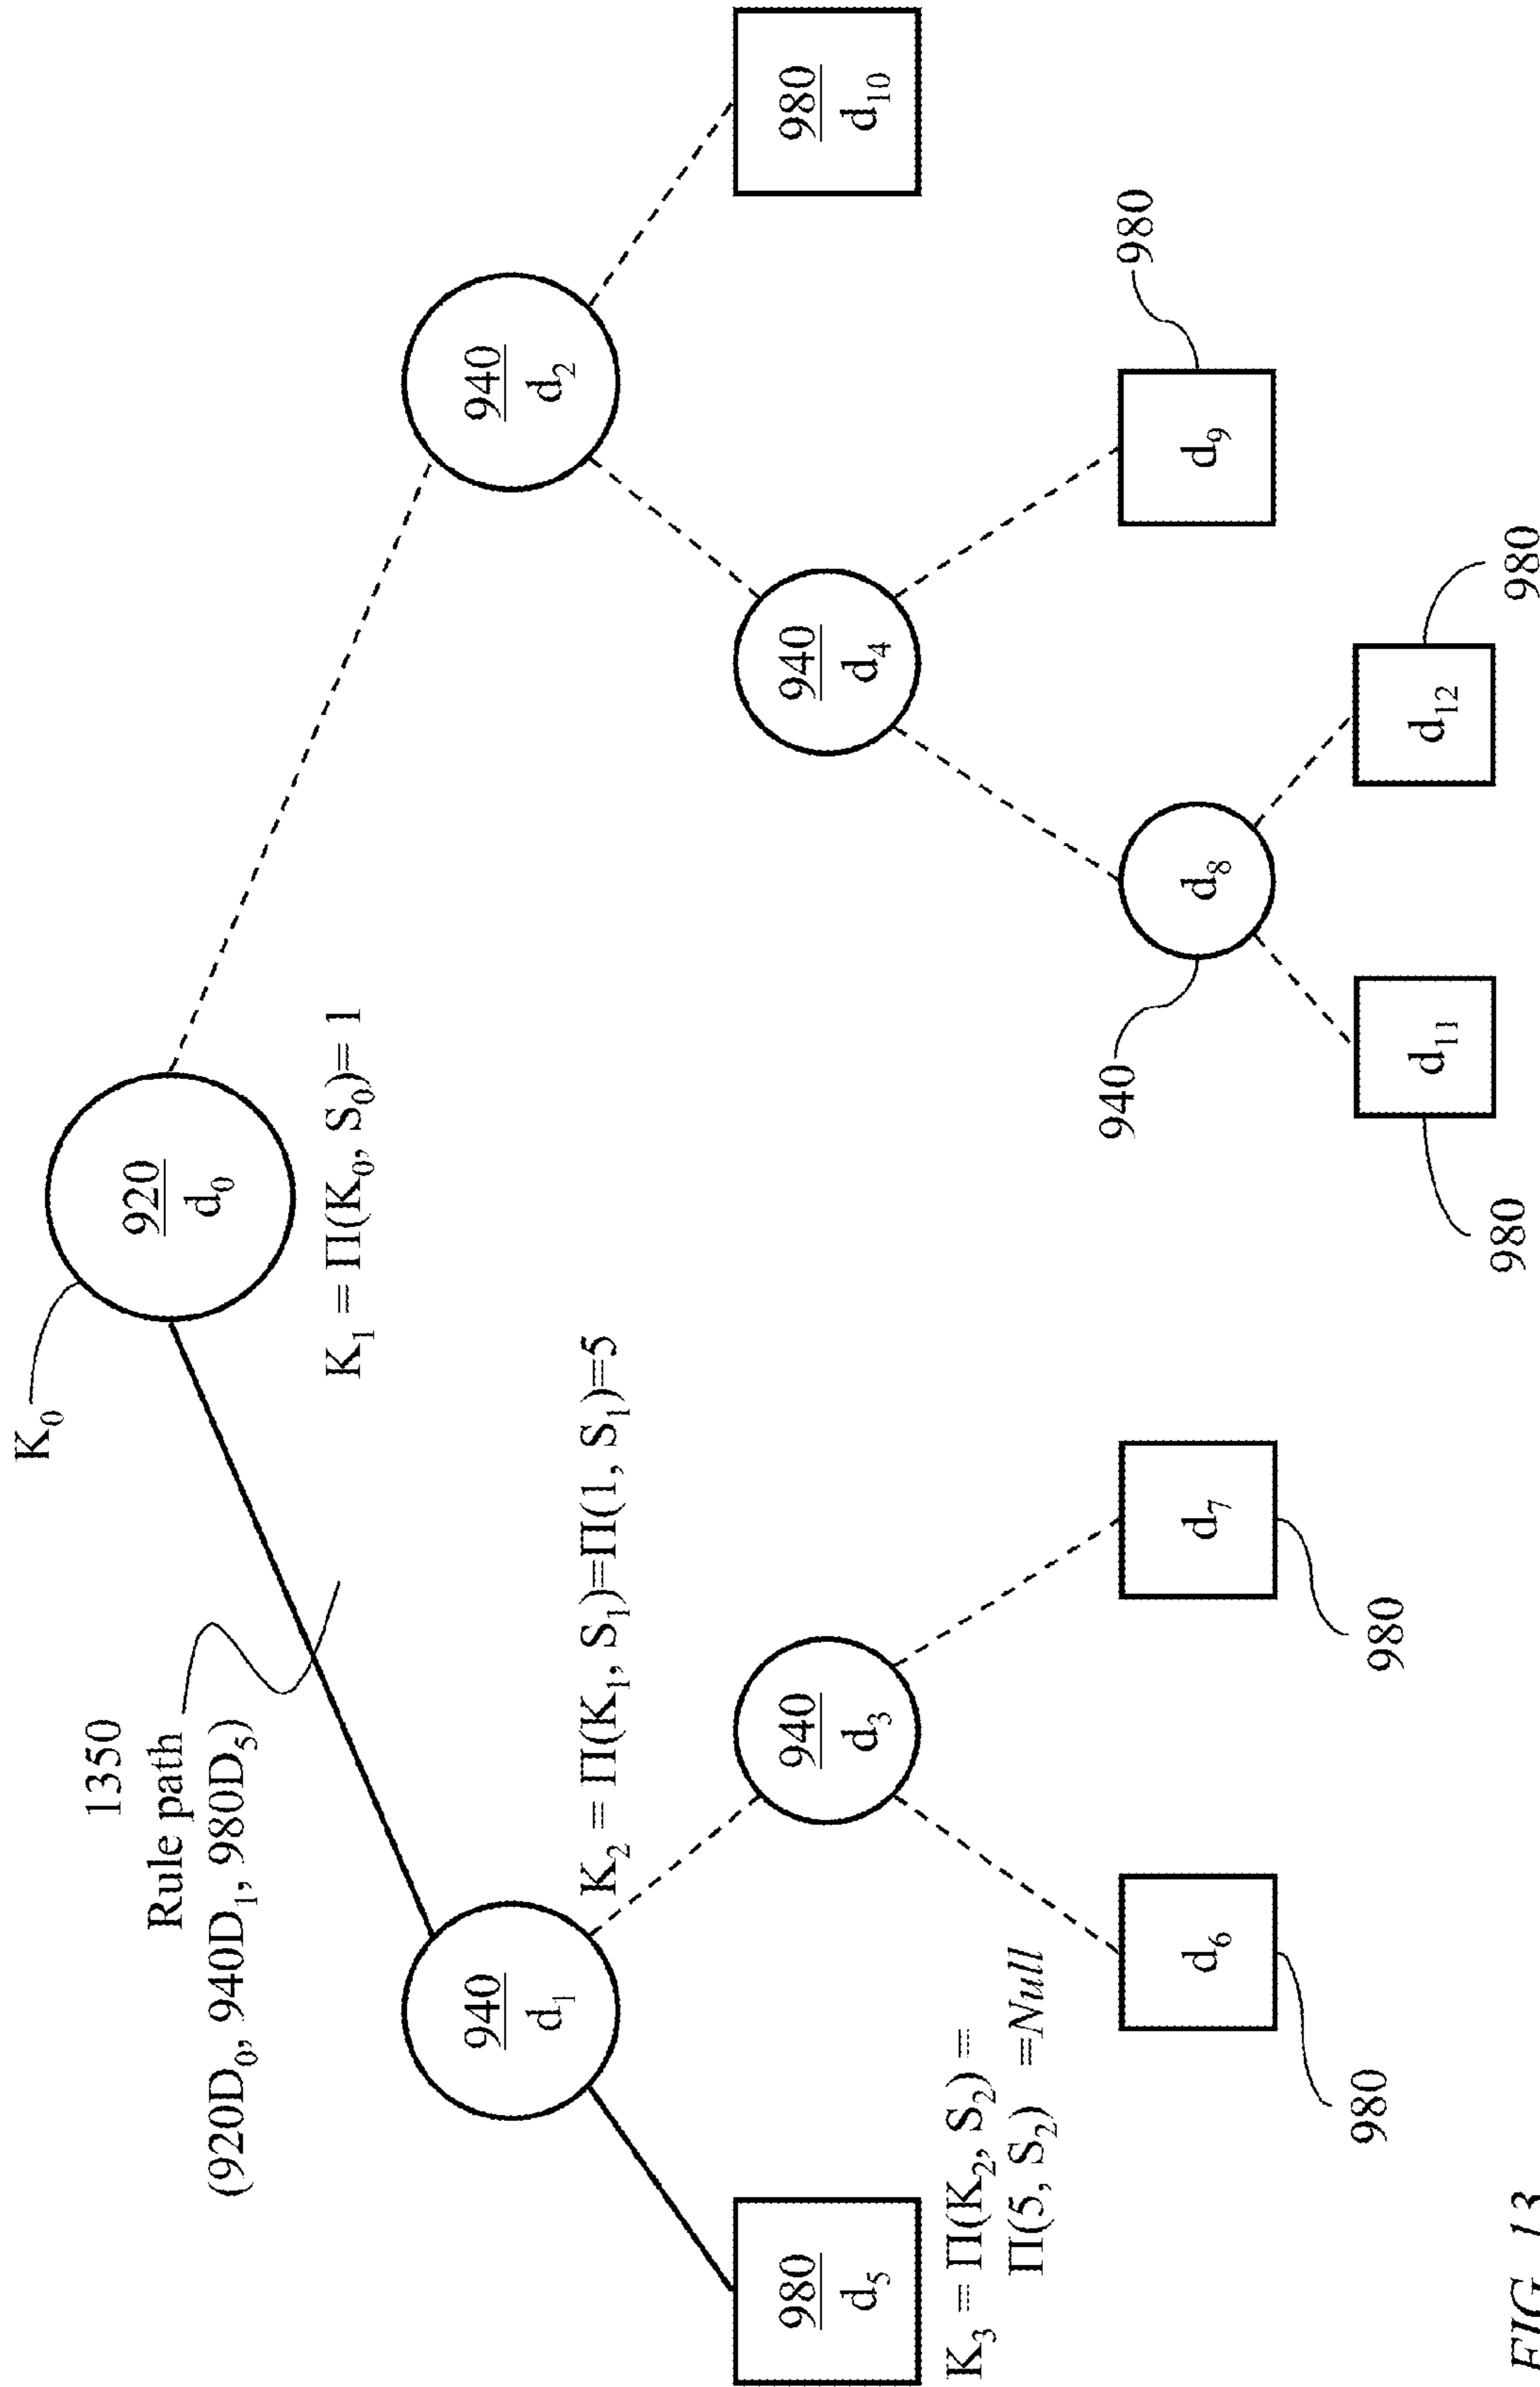 K₀
920
d₀
K₁ = Π(K₀, S₀)= 1
1350
Rule path
(920D₀, 940D₁, 980D₅)
940
d₁
940
d₂
K₂ = Π(K₁, S₁)=Π(1, S₁)=5
980
d₅
940
d₃
940
d₄
980
d₁₀
K₃ = Π(K₂, S₂) =
Π(5, S₂) =Null
d₆
980
d₇
980
940
d₈
d₉
980
d₁₁
980
d₁₂
980
FIG. 13